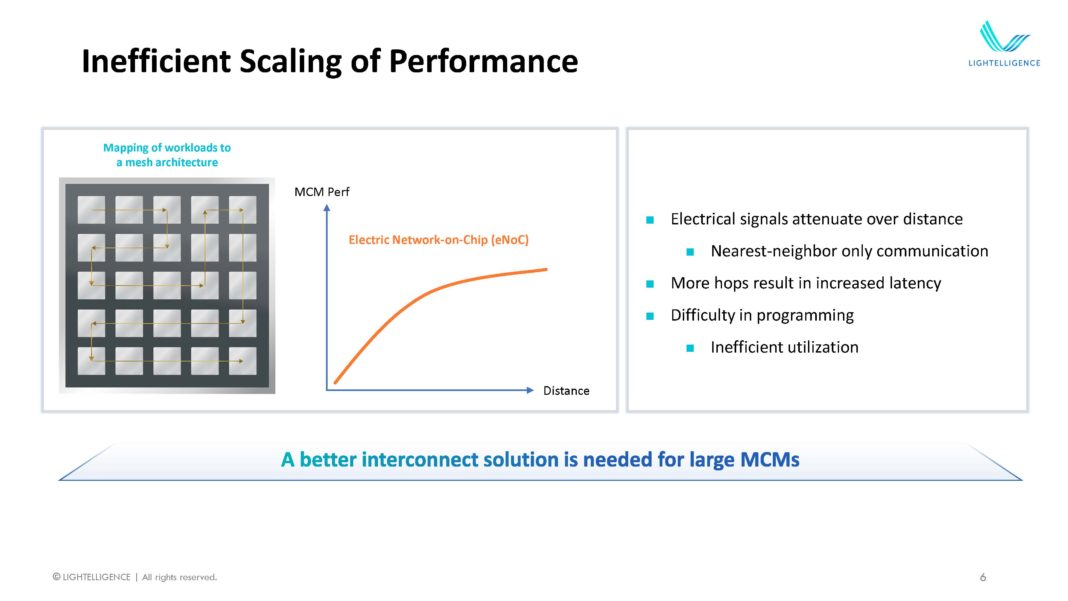 Inefficient Scaling of Performance
LIGHTELLIGENCE
Mapping of workloads to
a mesh architecture
MCM Perf
Electric Network-on-Chip (eNoC)
Distance
Electrical signals attenuate over distance
Nearest-neighbor only communication
More hops result in increased latency
Difficulty in programming
Inefficient utilization
A better interconnect solution is needed for large MCMs
© LIGHTELLIGENCE | All rights reserved.
6